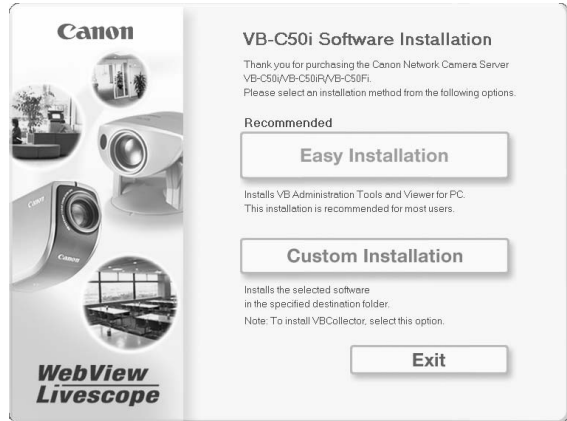 Canon
VB-C50i Software Installation
Thank you for purchasing the Canon Network Camera Server
VB-C50i/VB-C50iR/VB-C50Fi.
Please select an installation method from the following options.
Recommended
Easy Installation
Installs VB Administration Tools and Viewer for PC.
This installation is recommended for most users.
Custom Installation
Installs the selected software
in the specified destination folder.
Note: To install VBCollector, select this option.
Exit
Canon
Canon
WebView
Livescope